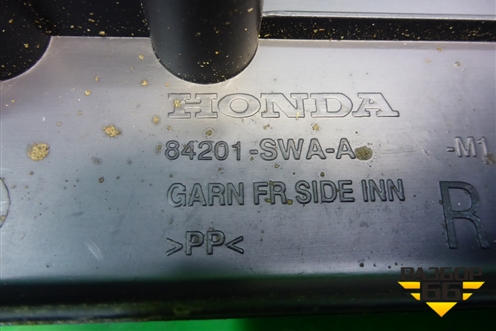 HONDA
84201-SWA-A -M1
GARN FR SIDE INN
R
>PP<
РАЗБОР
66